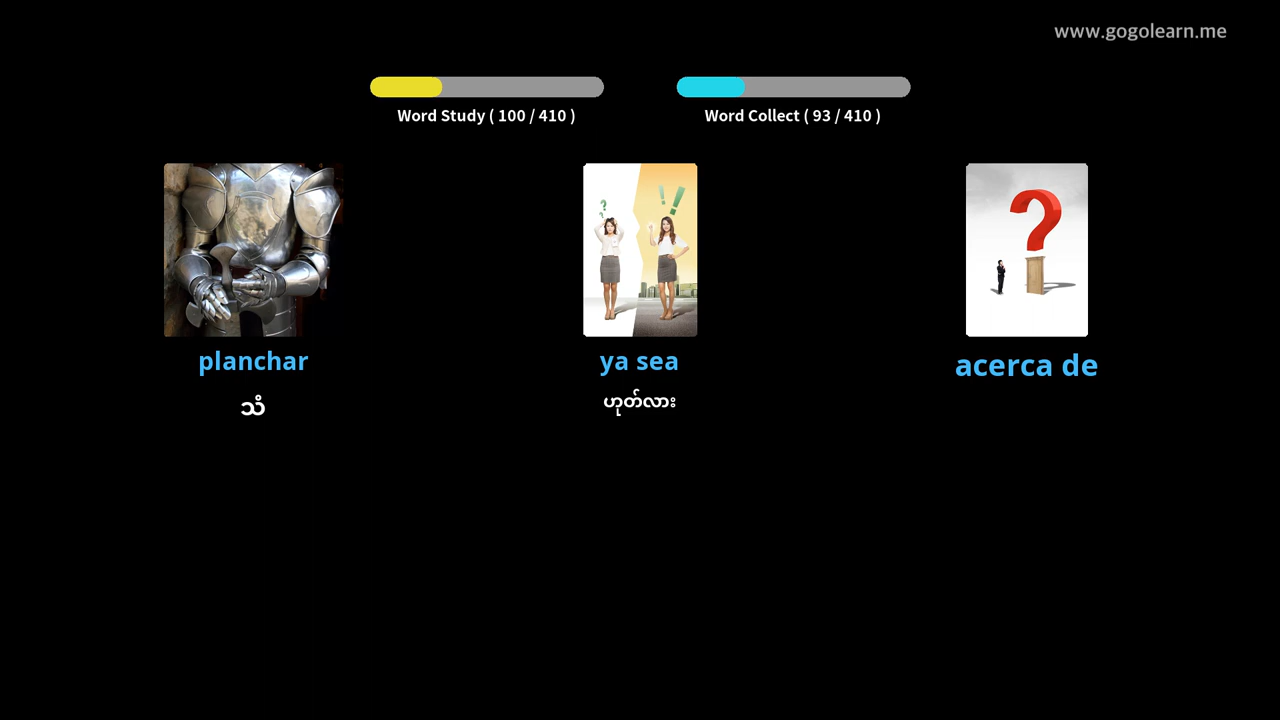 www.gogolearn.me
Word Study ( 100 / 410 )
Word Collect ( 93 / 410 )
planchar
ya sea
acerca de
သံ
ဟုတ်လား